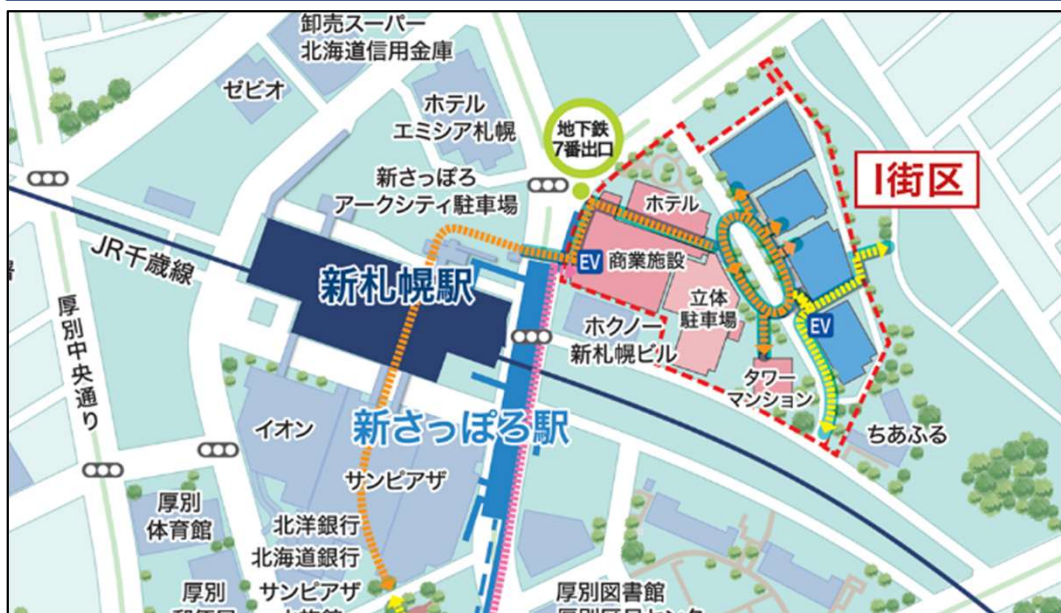 卸売スーパー
北海道信用金庫
ゼビオ
ホテル
エミシア札幌
地下鉄
7番出口
新さっぽろ
アークシティ駐車場
I街区
ホテル
EV 商業施設
JR千歳線
新札幌駅
立体
駐車場
EV
ホクノー
新札幌ビル
タワー
マンション
厚別中央通り
イオン
新さっぽろ駅
ちあふる
サンピアザ
厚別
体育館
北洋銀行
北海道銀行
厚別
サンピアザ
厚別図書館